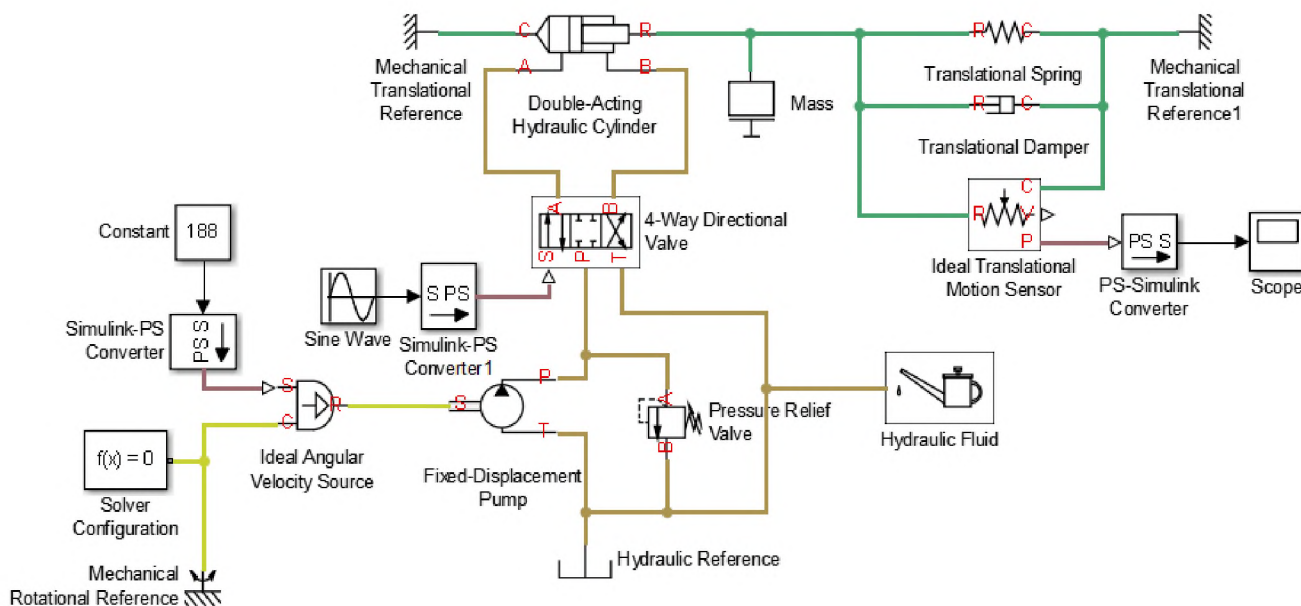 C
R
R
C
Mechanical
Translational
Reference
A
B
Double-Acting
Hydraulic Cylinder
Mass
Translational Spring
R
C
Translational Damper
Mechanical
Translational
Reference1
Constant
188
A
B
S
P
T
4-Way Directional
Valve
C
R
V
P
Ideal Translational
Motion Sensor
PS S
PS-Simulink
Converter
Scope
Simulink-PS
Converter
PS S
Sine Wave
S PS
Simulink-PS
Converter1
S
C
R
Ideal Angular
Velocity Source
S
P
T
Fixed-Displacement
Pump
A
B
Pressure Relief
Valve
Hydraulic Fluid
f(x) = 0
Solver
Configuration
Hydraulic Reference
Mechanical
Rotational Reference